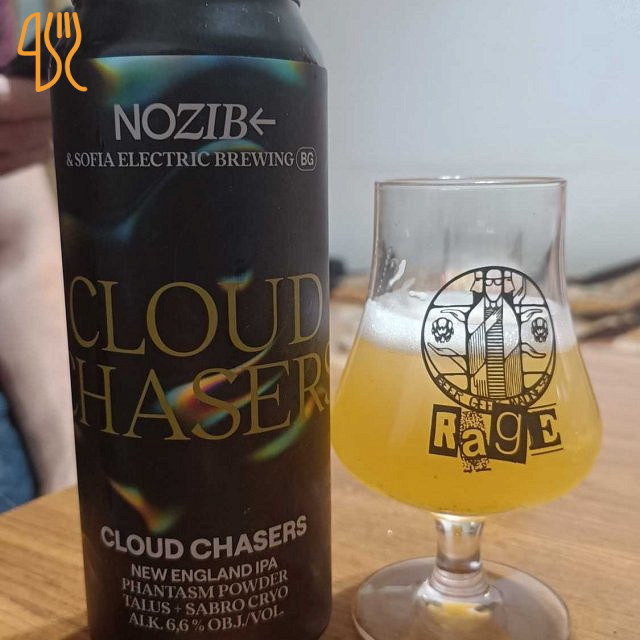 NOZIB←
& SOFIA ELECTRIC BREWING BG
CLOUD
CHASERS
CLOUD CHASERS
NEW ENGLAND IPA
PHANTASM POWDER
TALUS + SABRO CRYO
ALK. 6,6 % OBJ./VOL.
RAgE